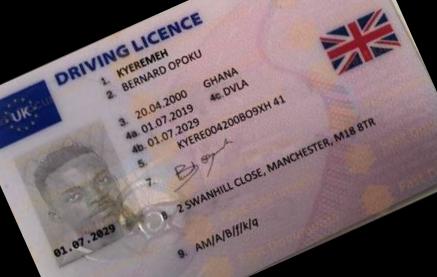 UK
DRIVING LICENCE
1. KYEREMEH
2. BERNARD OPOKU
3. 20.04.2000 GHANA
4a. 01.07.2019 4c. DVLA
4b. 01.07.2029
5. KYERE004200BO9XH 41
7.
8. 2 SWANHILL CLOSE, MANCHESTER, M18 8TR
01.07.2029
9. AM/A/B/f/k/q